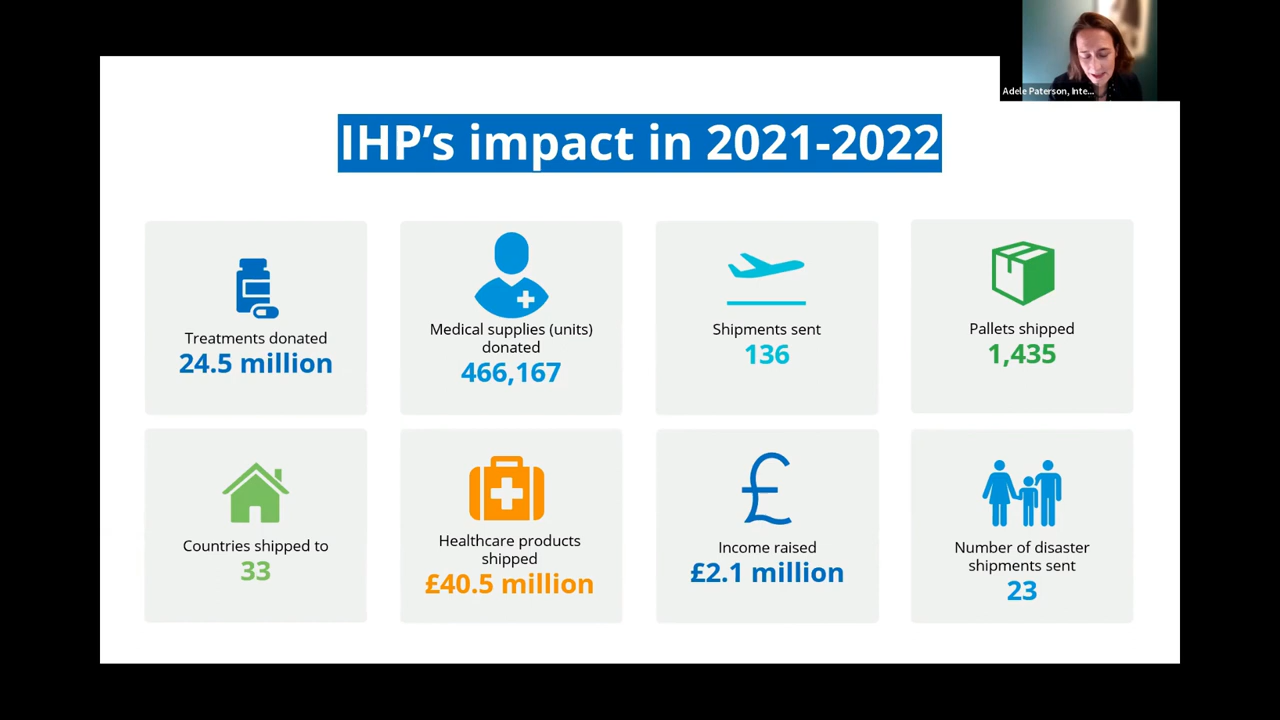 Adele Paterson, Inte...
IHP’s impact in 2021-2022
Treatments donated
24.5 million
Medical supplies (units)
donated
466,167
Shipments sent
136
Pallets shipped
1,435
Countries shipped to
33
Healthcare products
shipped
£40.5 million
£
Income raised
£2.1 million
Number of disaster
shipments sent
23